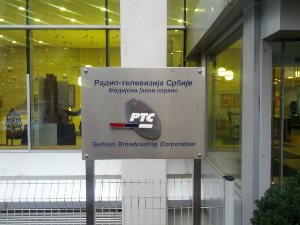 Радио-телевизија Србије
Медијски јавни сервис
РТС
Serbian Broadcasting Corporation